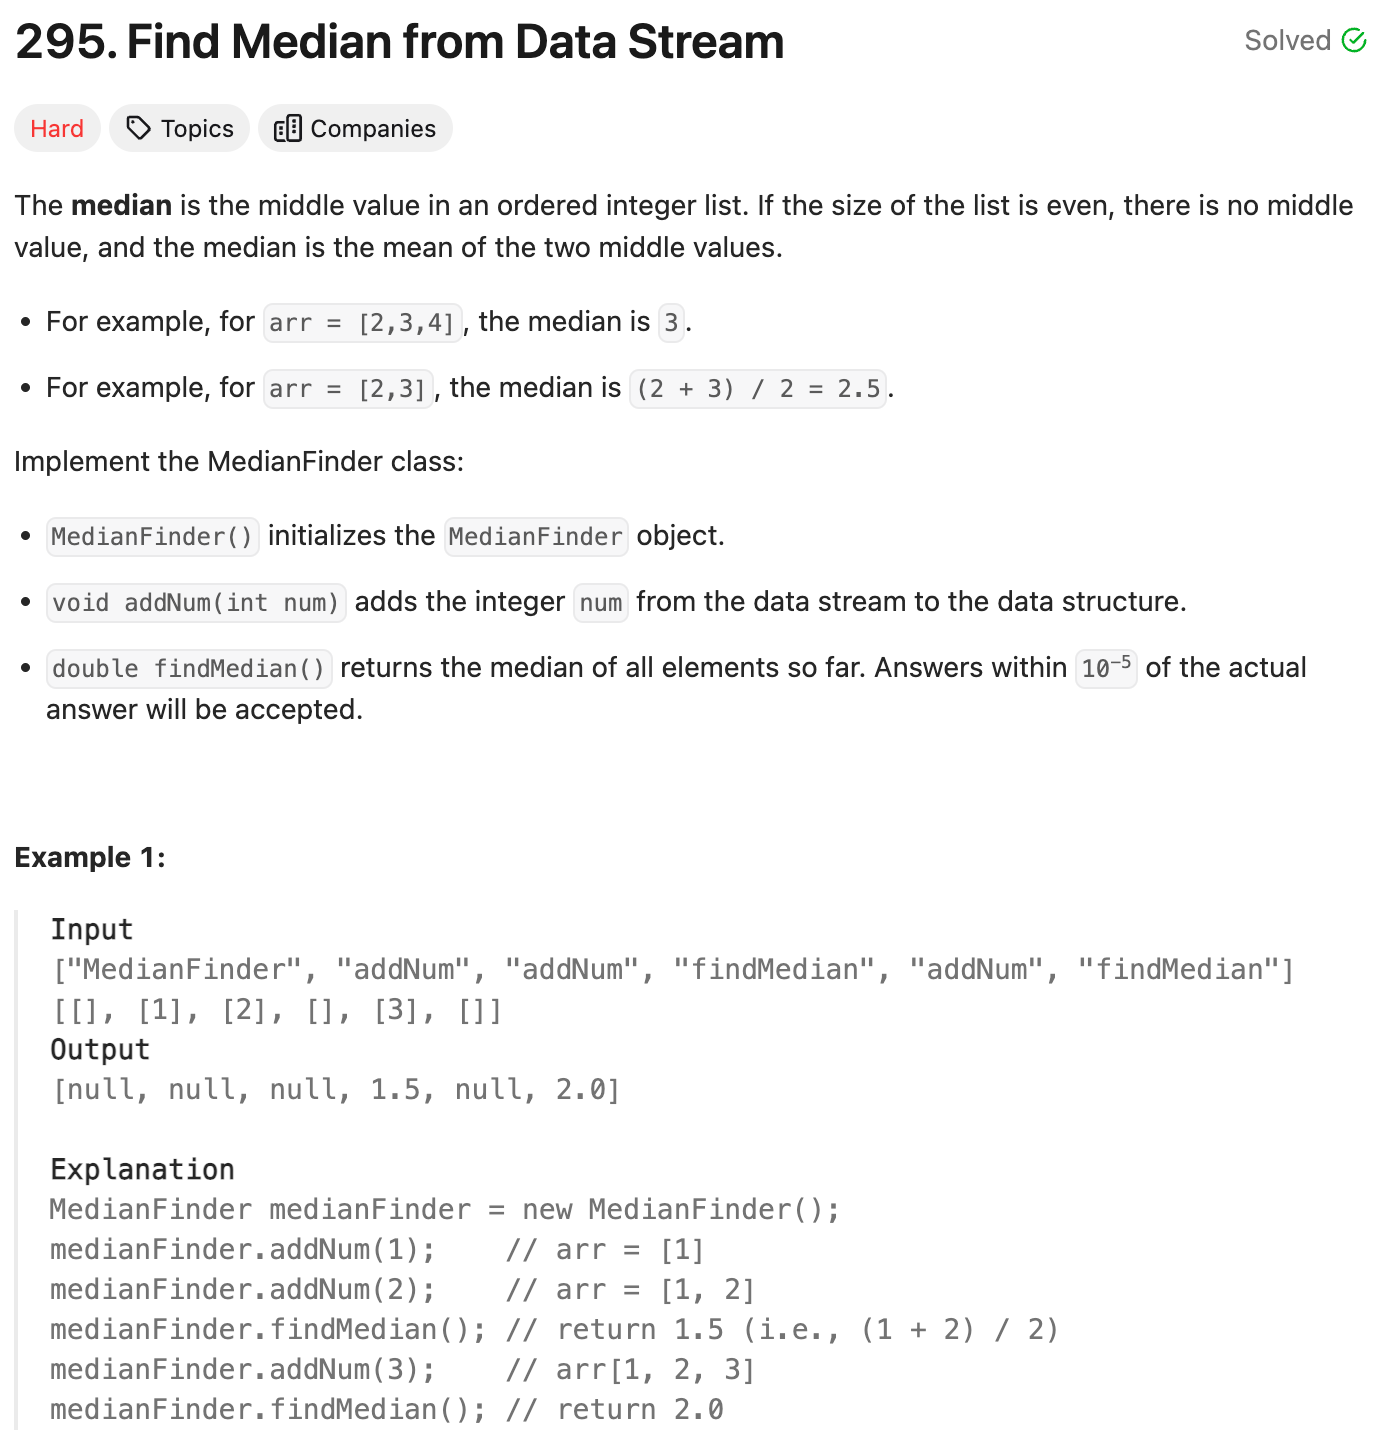 295. Find Median from Data Stream
Solved
Hard
Topics
Companies
The median is the middle value in an ordered integer list. If the size of the list is even, there is no middle
value, and the median is the mean of the two middle values.
• For example, for arr = [2,3,4], the median is 3.
• For example, for arr = [2,3], the median is (2 + 3) / 2 = 2.5.
Implement the MedianFinder class:
• MedianFinder() initializes the MedianFinder object.
• void addNum(int num) adds the integer num from the data stream to the data structure.
• double findMedian() returns the median of all elements so far. Answers within 10⁻⁵ of the actual
answer will be accepted.
Example 1:
Input
["MedianFinder", "addNum", "addNum", "findMedian", "addNum", "findMedian"]
[[], [1], [2], [], [3], []]
Output
[null, null, null, 1.5, null, 2.0]
Explanation
MedianFinder medianFinder = new MedianFinder();
medianFinder.addNum(1);    // arr = [1]
medianFinder.addNum(2);    // arr = [1, 2]
medianFinder.findMedian(); // return 1.5 (i.e., (1 + 2) / 2)
medianFinder.addNum(3);    // arr[1, 2, 3]
medianFinder.findMedian(); // return 2.0